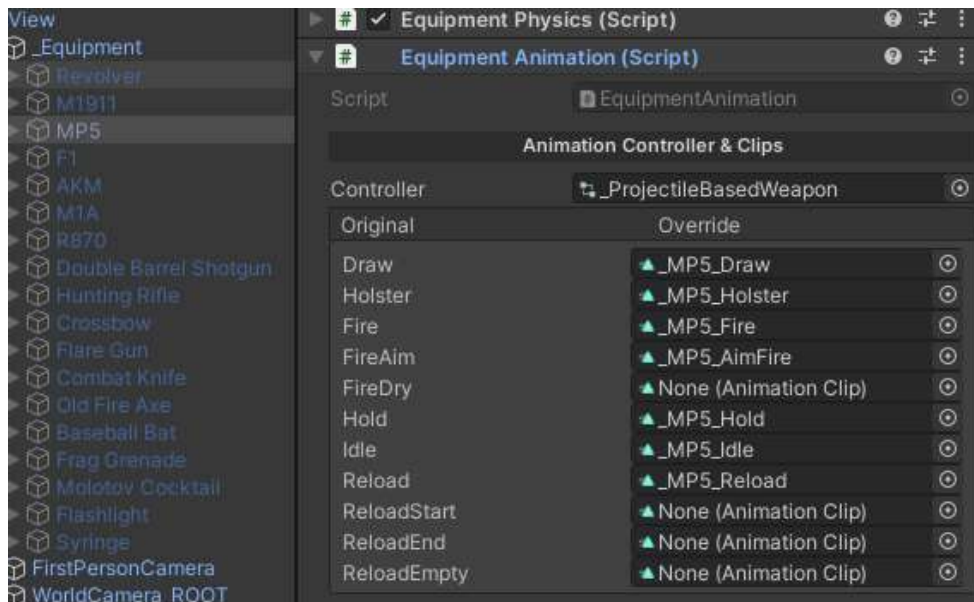 View
_Equipment
Revolver
M1911
MP5
F1
AKM
M1A
R870
Double Barrel Shotgun
Hunting Rifle
Crossbow
Flare Gun
Combat Knife
Old Fire Axe
Baseball Bat
Frag Grenade
Molotov Cocktail
Flashlight
Syringe
FirstPersonCamera
WorldCamera_ROOT
# Equipment Physics (Script)
# Equipment Animation (Script)
Script EquipmentAnimation
Animation Controller & Clips
Controller _ProjectileBasedWeapon
Original Override
Draw _MP5_Draw
Holster _MP5_Holster
Fire _MP5_Fire
FireAim _MP5_AimFire
FireDry None (Animation Clip)
Hold _MP5_Hold
Idle _MP5_Idle
Reload _MP5_Reload
ReloadStart None (Animation Clip)
ReloadEnd None (Animation Clip)
ReloadEmpty None (Animation Clip)